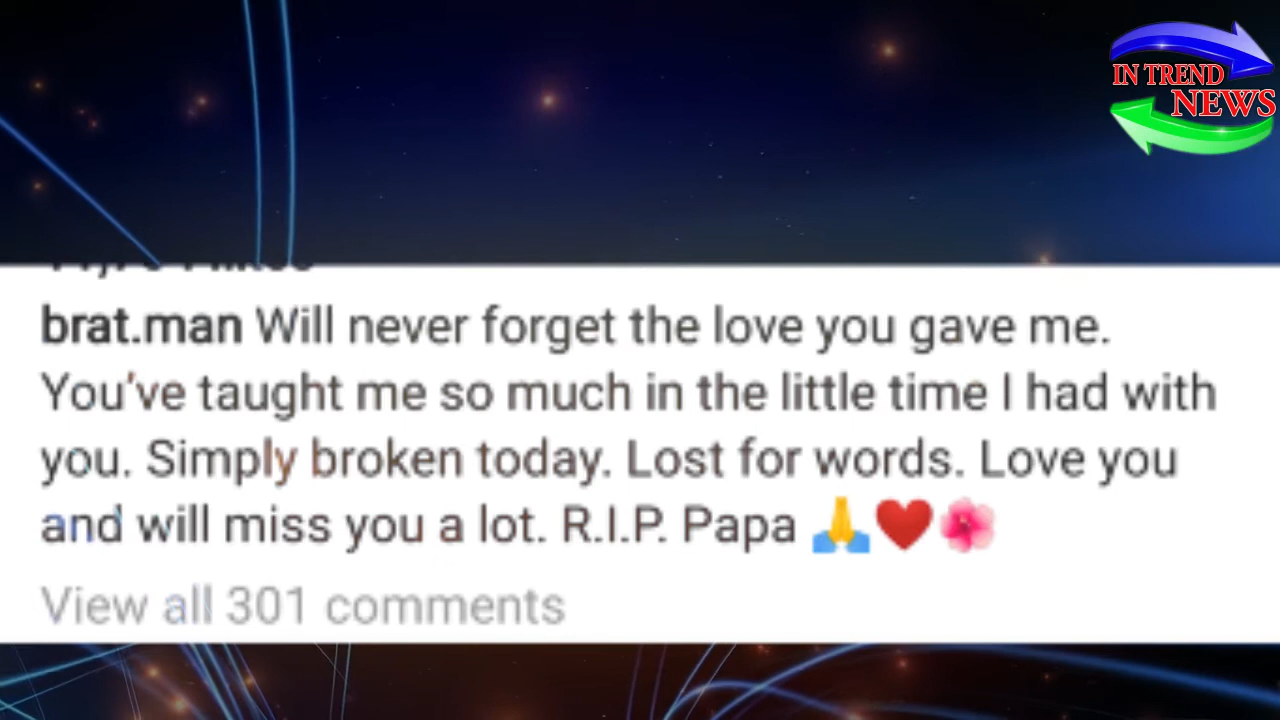 IN TREND
NEWS
brat.man Will never forget the love you gave me.
You've taught me so much in the little time I had with
you. Simply broken today. Lost for words. Love you
and will miss you a lot. R.I.P. Papa 🙏❤️🌺
View all 301 comments